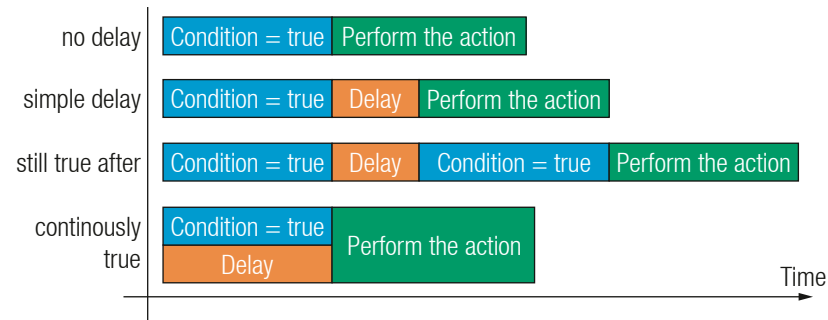 no delay Condition = true Perform the action
simple delay Condition = true Delay Perform the action
still true after Condition = true Delay Condition = true Perform the action
continously Condition = true
true Delay Perform the action
Time